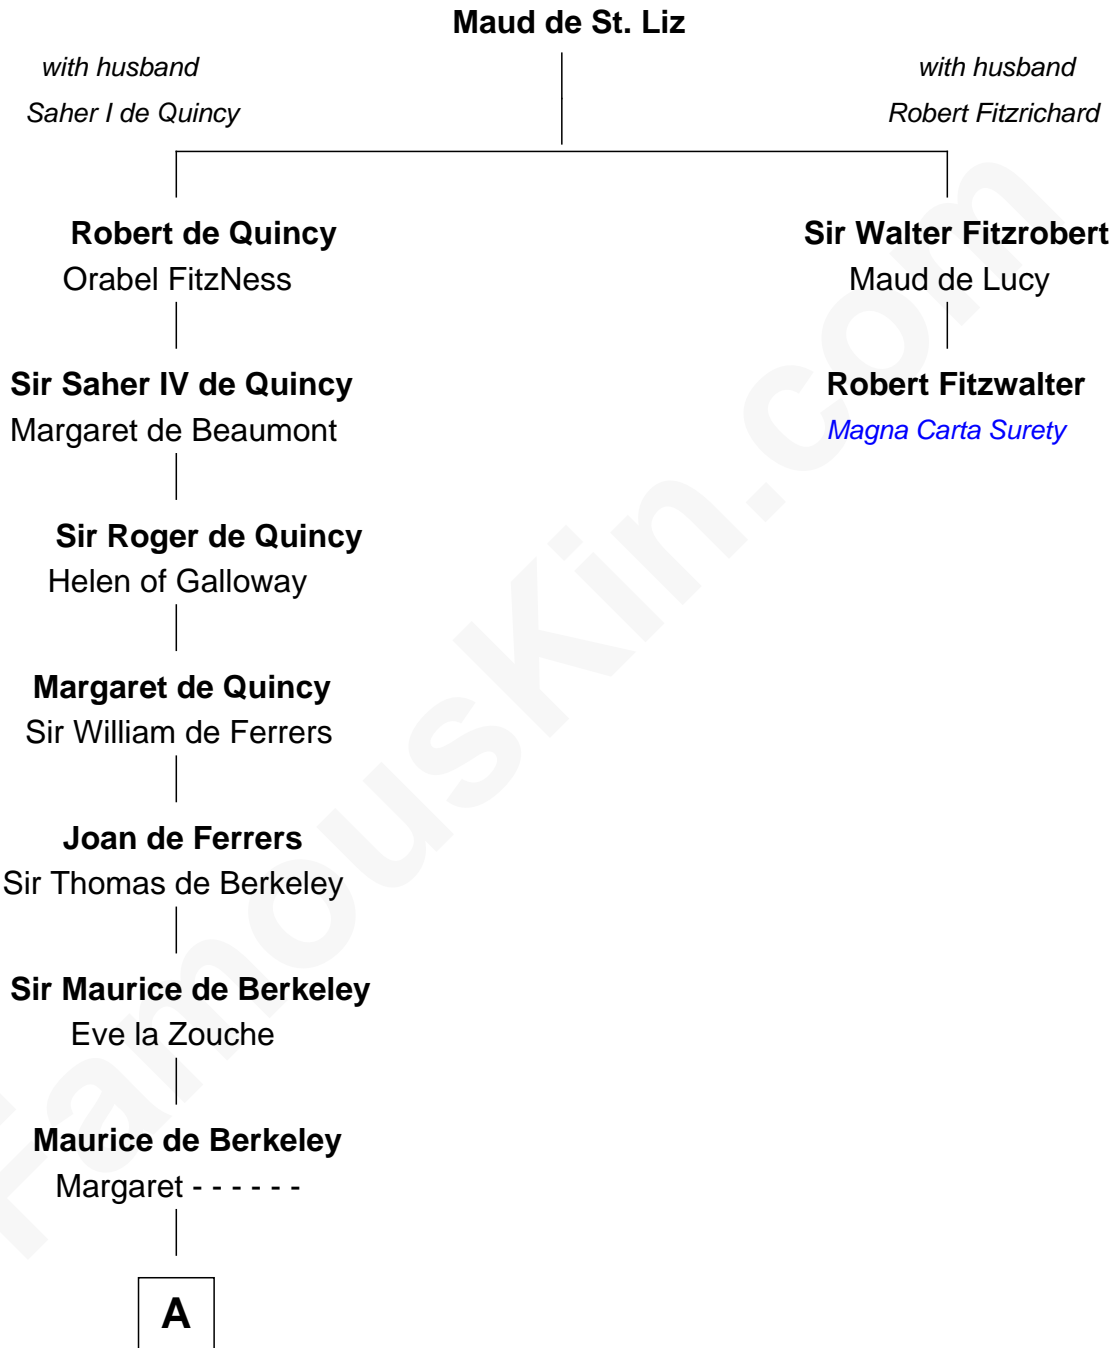 Maud de St. Liz
with husband
Saher I de Quincy
with husband
Robert Fitzrichard
Robert de Quincy
Orabel FitzNess
Sir Walter Fitzrobert
Maud de Lucy
Sir Saher IV de Quincy
Margaret de Beaumont
Robert Fitzwalter
Magna Carta Surety
Sir Roger de Quincy
Helen of Galloway
Margaret de Quincy
Sir William de Ferrers
Joan de Ferrers
Sir Thomas de Berkeley
Sir Maurice de Berkeley
Eve la Zouche
Maurice de Berkeley
Margaret - - - - - -
A
FamousKin.com